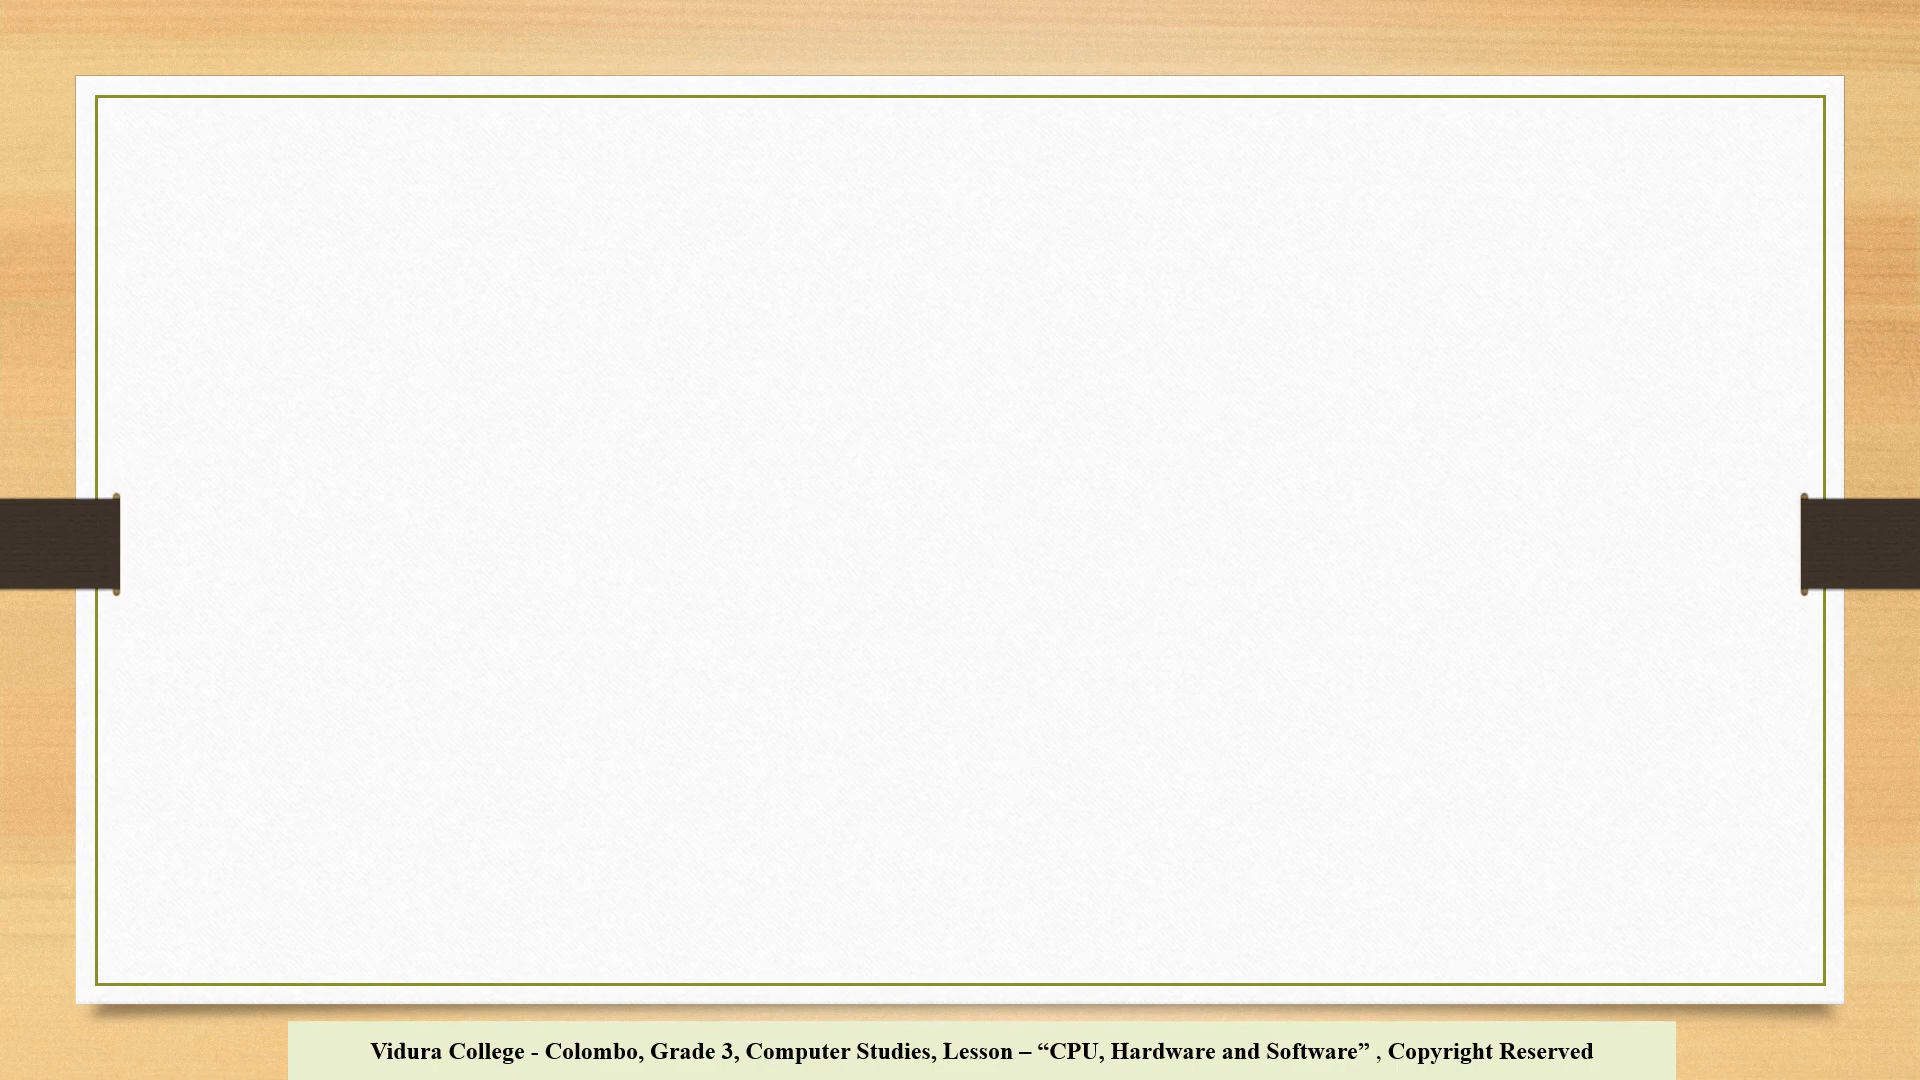 Vidura College - Colombo, Grade 3, Computer Studies, Lesson – “CPU, Hardware and Software” , Copyright Reserved